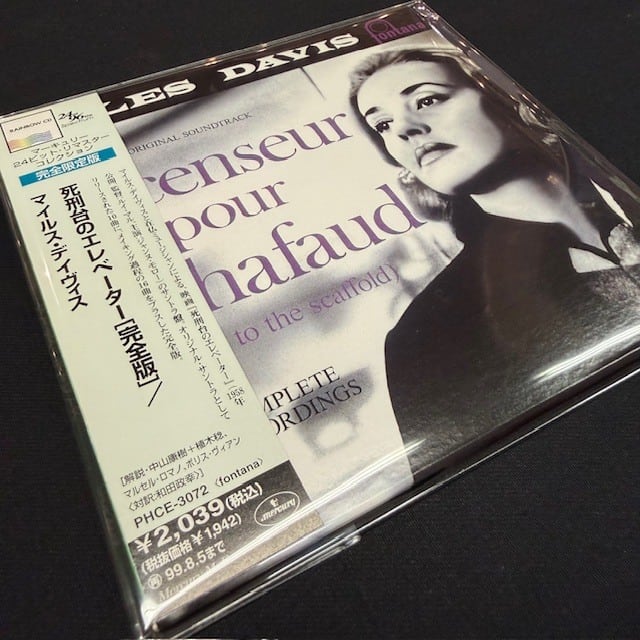 LES DAVIS
fontana
ORIGINAL SOUNDTRACK
censeur
pour
hafaud
to the scaffold)
MPLETE
ORDINGS
RAINBOW CD
24
マーキュリー
24ビット・リマスター
コレクション
完全限定版
死刑台のエレベーター[完全版]/
マイルス・デイヴィス
[解説・中山康樹+植木稔、
マルセル・ロマノ、ボリス・ヴィアン
〈対訳:和田政幸〉]
PHCE-3072 〈fontana〉
¥2,039(税込)
(税抜価格¥1,942)
99.8.5まで
mercury